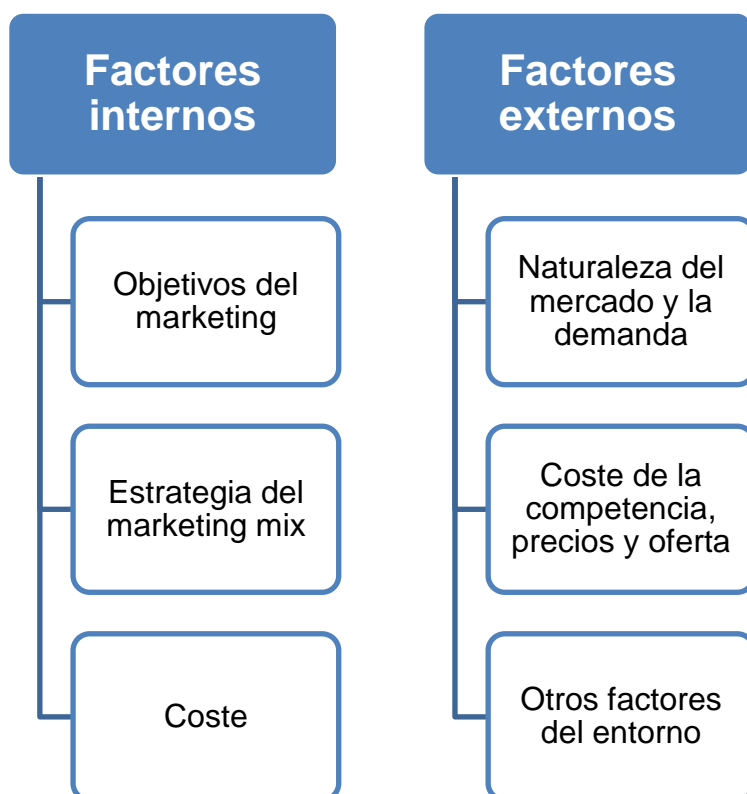 Factores
internos
Objetivos del
marketing
Estrategia del
marketing mix
Coste
Factores
externos
Naturaleza del
mercado y la
demanda
Coste de la
competencia,
precios y oferta
Otros factores
del entorno